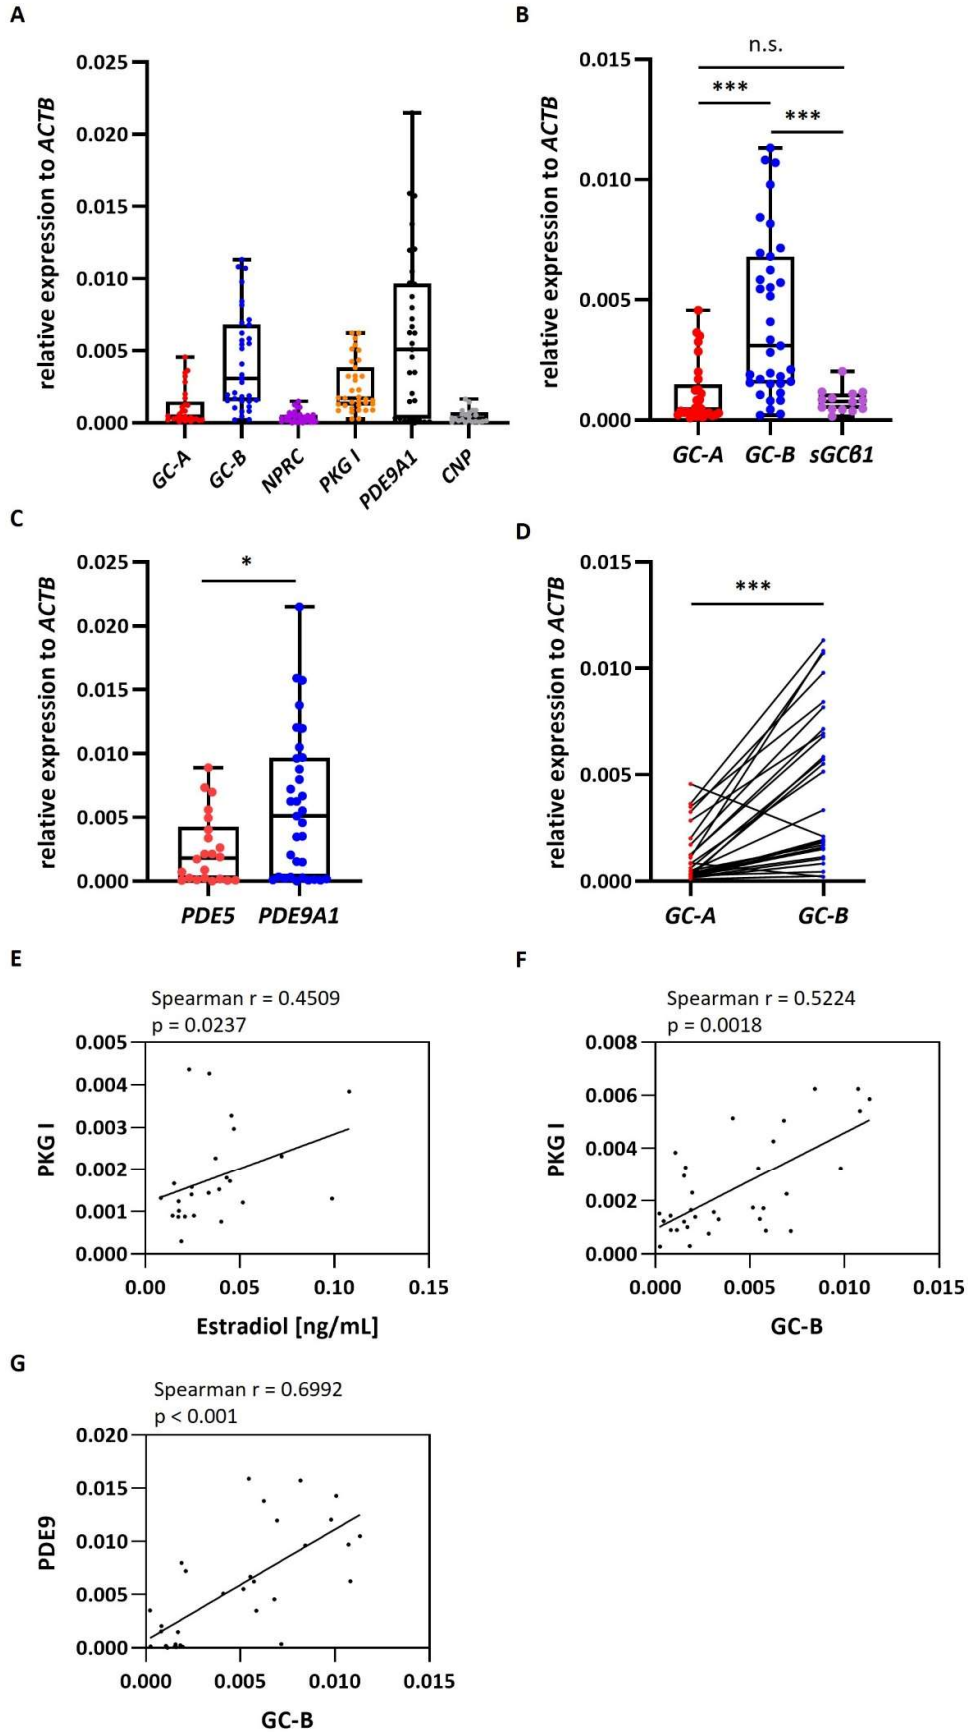 A
relative expression to ACTB
0.025
0.020
0.015
0.010
0.005
0.000
GC-A
GC-B
NPRC
PKG I
PDE9A1
CNP
B
relative expression to ACTB
0.015
0.010
0.005
0.000
n.s.
***
***
GC-A
GC-B
sGCβ1
C
relative expression to ACTB
0.025
0.020
0.015
0.010
0.005
0.000
*
PDE5
PDE9A1
D
relative expression to ACTB
0.015
0.010
0.005
0.000
***
GC-A
GC-B
E
Spearman r = 0.4509
p = 0.0237
PKG I
0.005
0.004
0.003
0.002
0.001
0.000
0.00
0.05
0.10
0.15
Estradiol [ng/mL]
F
Spearman r = 0.5224
p = 0.0018
PKG I
0.008
0.006
0.004
0.002
0.000
0.000
0.005
0.010
0.015
GC-B
G
Spearman r = 0.6992
p < 0.001
PDE9
0.020
0.015
0.010
0.005
0.000
0.000
0.005
0.010
0.015
GC-B